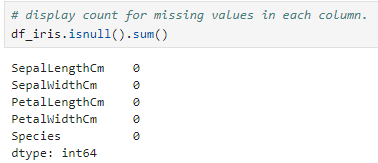 # display count for missing values in each column.
df_iris.isnull().sum()
SepalLengthCm    0
SepalWidthCm     0
PetalLengthCm    0
PetalWidthCm     0
Species          0
dtype: int64